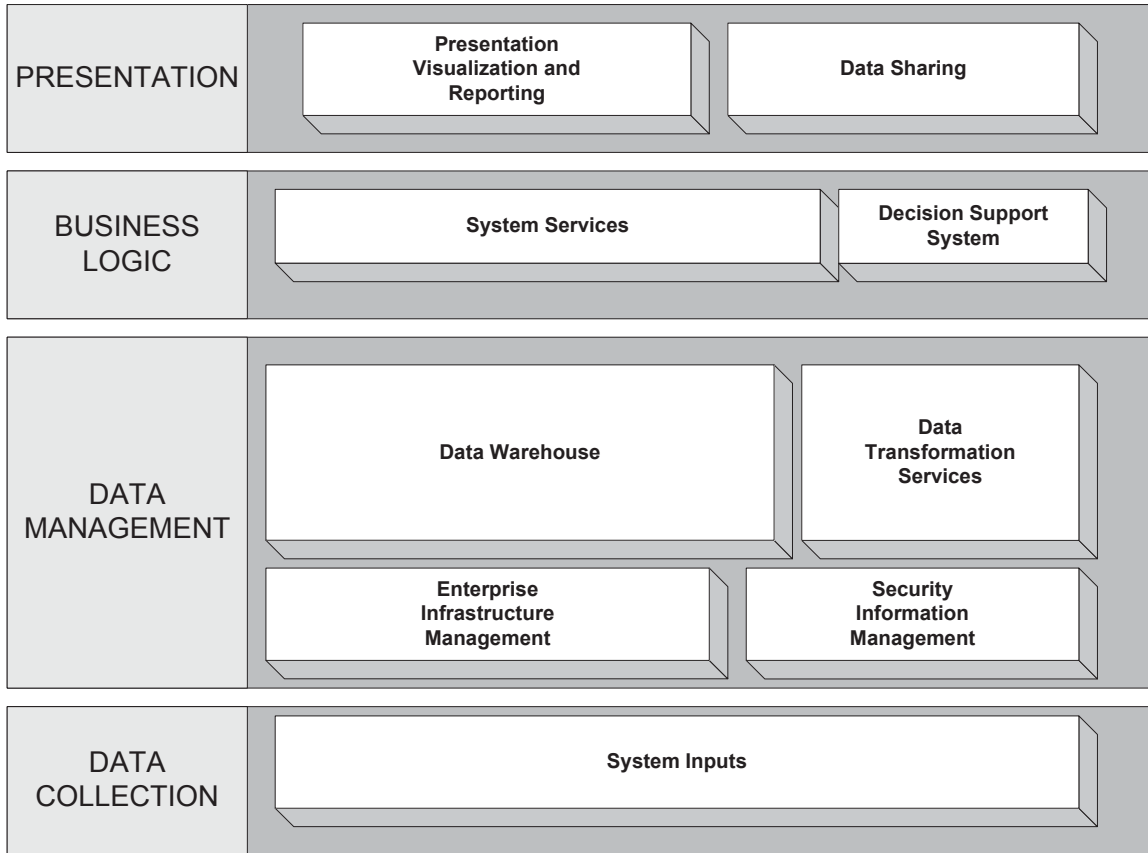 PRESENTATION
Presentation
Visualization and
Reporting
Data Sharing
BUSINESS
LOGIC
System Services
Decision Support
System
DATA
MANAGEMENT
Data Warehouse
Data
Transformation
Services
Enterprise
Infrastructure
Management
Security
Information
Management
DATA
COLLECTION
System Inputs